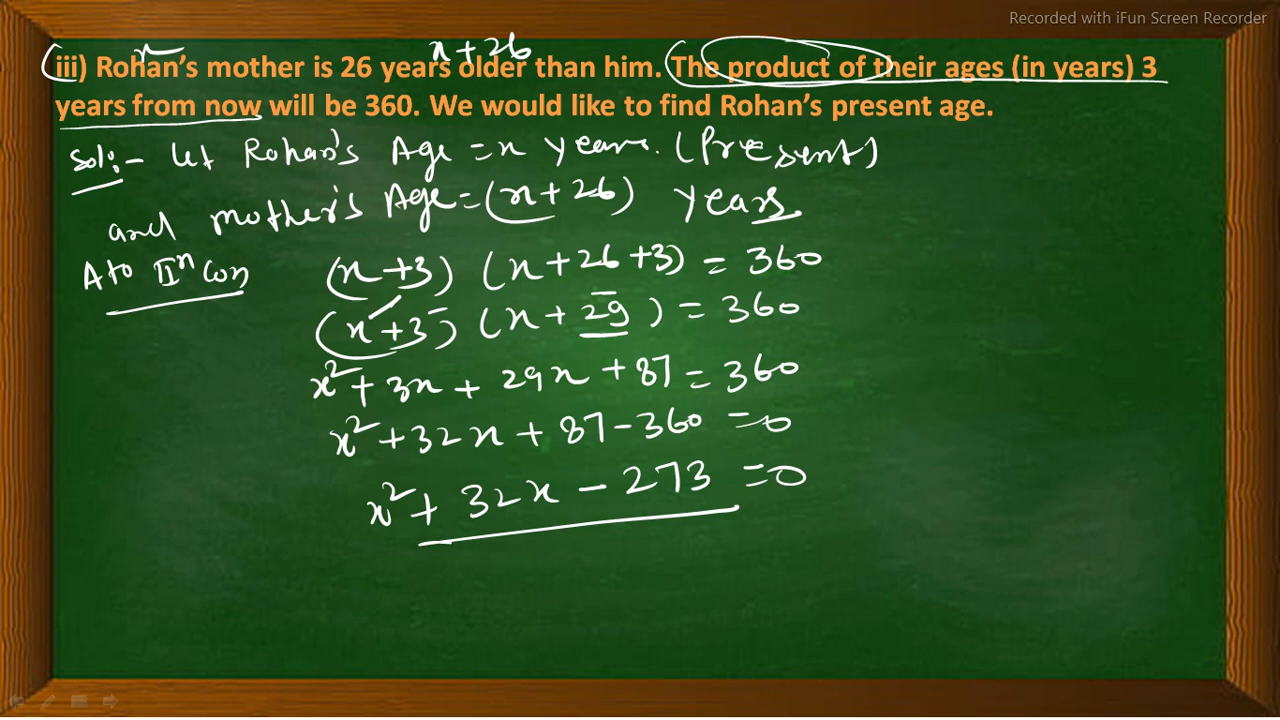 Recorded with iFun Screen Recorder
x x+26
iii) Rohan's mother is 26 years older than him. The product of their ages (in years) 3
years from now will be 360. We would like to find Rohan's present age.
Sol:- let Rohan's Age = x years. (Present)
and mother's Age = (x+26) years
A to IIn Con (x+3) (x+26+3) = 360
(x+3) (x+29) = 360
x²+3x+29x+87=360
x²+32x+87-360=0
x²+32x-273=0